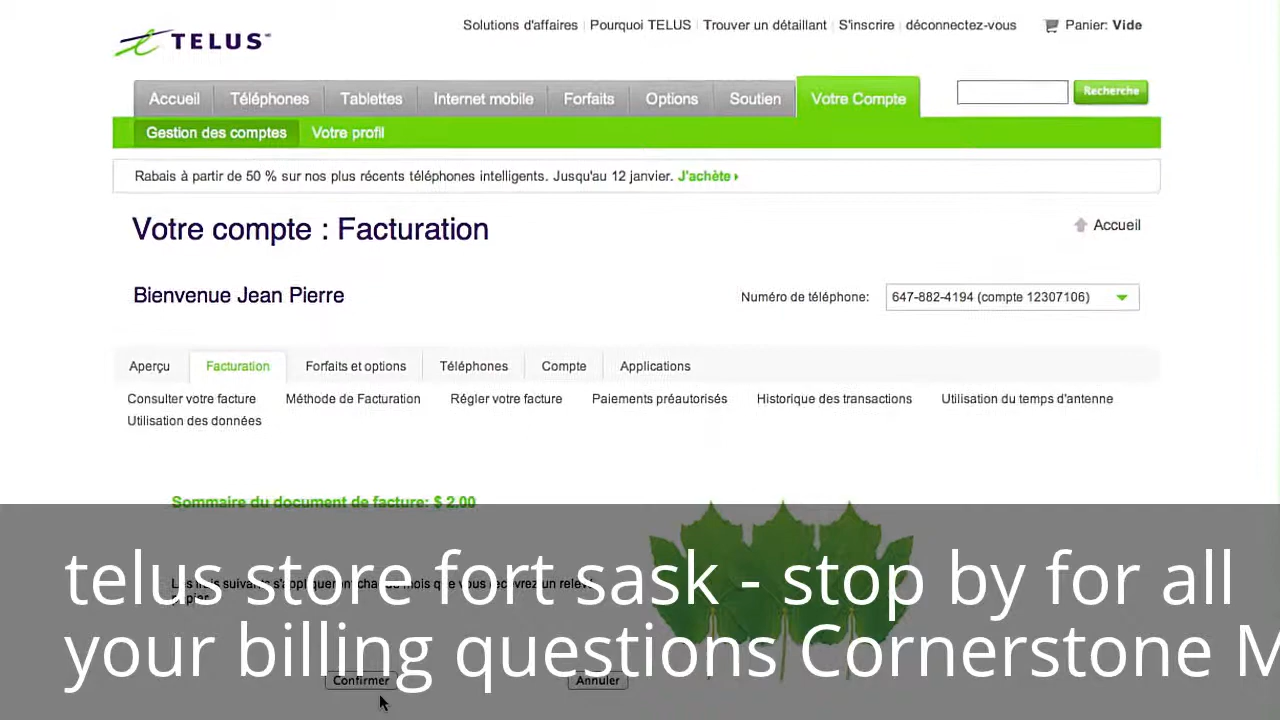 Solutions d'affaires | Pourquoi TELUS | Trouver un détaillant | S'inscrire | déconnectez-vous Panier: Vide
TELUS
Accueil Téléphones Tablettes Internet mobile Forfaits Options Soutien Votre Compte Recherche
Gestion des comptes Votre profil
Rabais à partir de 50 % sur nos plus récents téléphones intelligents. Jusqu'au 12 janvier. J'achète
Votre compte : Facturation
Accueil
Bienvenue Jean Pierre
Numéro de téléphone: 647-882-4194 (compte 12307106)
Aperçu Facturation Forfaits et options Téléphones Compte Applications
Consulter votre facture Méthode de Facturation Régler votre facture Paiements préautorisés Historique des transactions Utilisation du temps d'antenne
Utilisation des données
Sommaire du document de facture: $ 2.00
telus store fort sask - stop by for all
your billing questions Cornerstone M
Confirmer Annuler